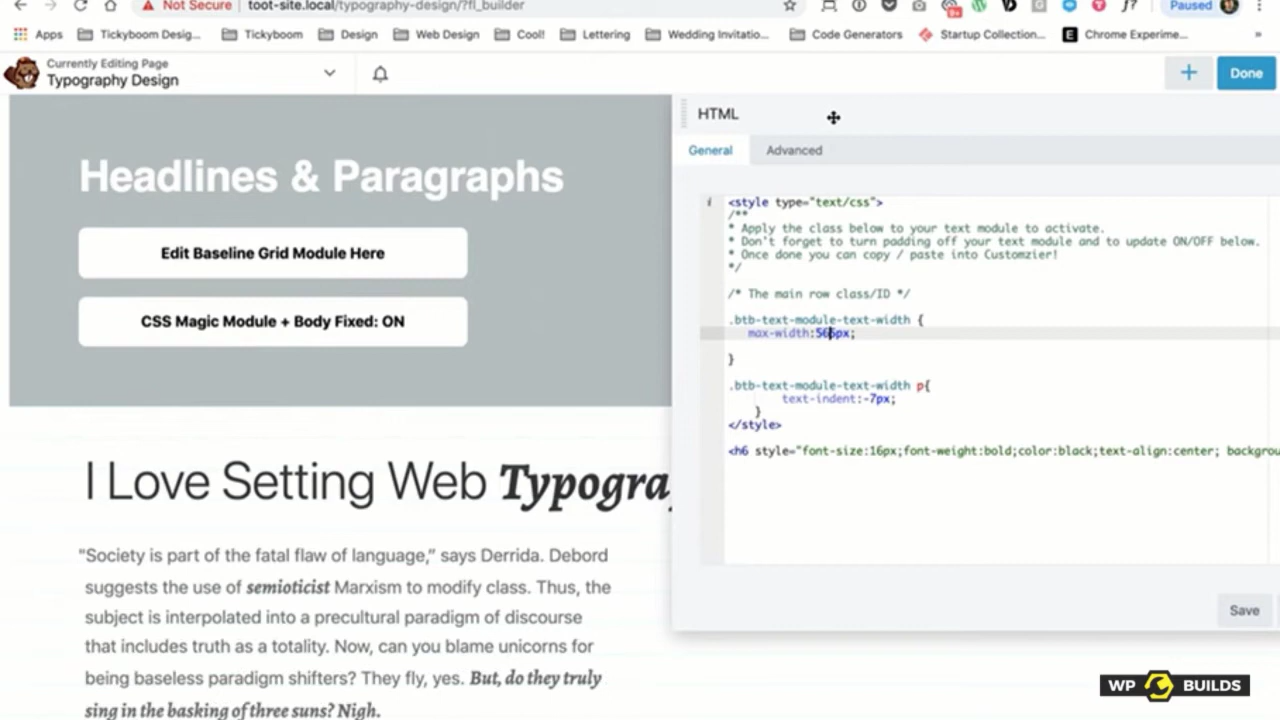 Not Secure toot-site.local/typography-design/?fl_builder Paused
Apps Tickyboom Desig... Tickyboom Design Web Design Cool! Lettering Wedding Invitatio... Code Generators Startup Collection... Chrome Experime... »
Currently Editing Page
Typography Design
Done
HTML
General Advanced
Headlines & Paragraphs
Edit Baseline Grid Module Here
CSS Magic Module + Body Fixed: ON
<style type="text/css">
/**
* Apply the class below to your text module to activate.
* Don't forget to turn padding off your text module and to update ON/OFF below.
* Once done you can copy / paste into Customzier!
*/
/* The main row class/ID */
.btb-text-module-text-width {
max-width:566px;
}
.btb-text-module-text-width p{
text-indent:-7px;
}
</style>
<h6 style="font-size:16px;font-weight:bold;color:black;text-align:center; backgrou
Save
I Love Setting Web Typogra
“Society is part of the fatal flaw of language,” says Derrida. Debord
suggests the use of semioticist Marxism to modify class. Thus, the
subject is interpolated into a precultural paradigm of discourse
that includes truth as a totality. Now, can you blame unicorns for
being baseless paradigm shifters? They fly, yes. But, do they truly
sing in the basking of three suns? Nigh.
WP BUILDS